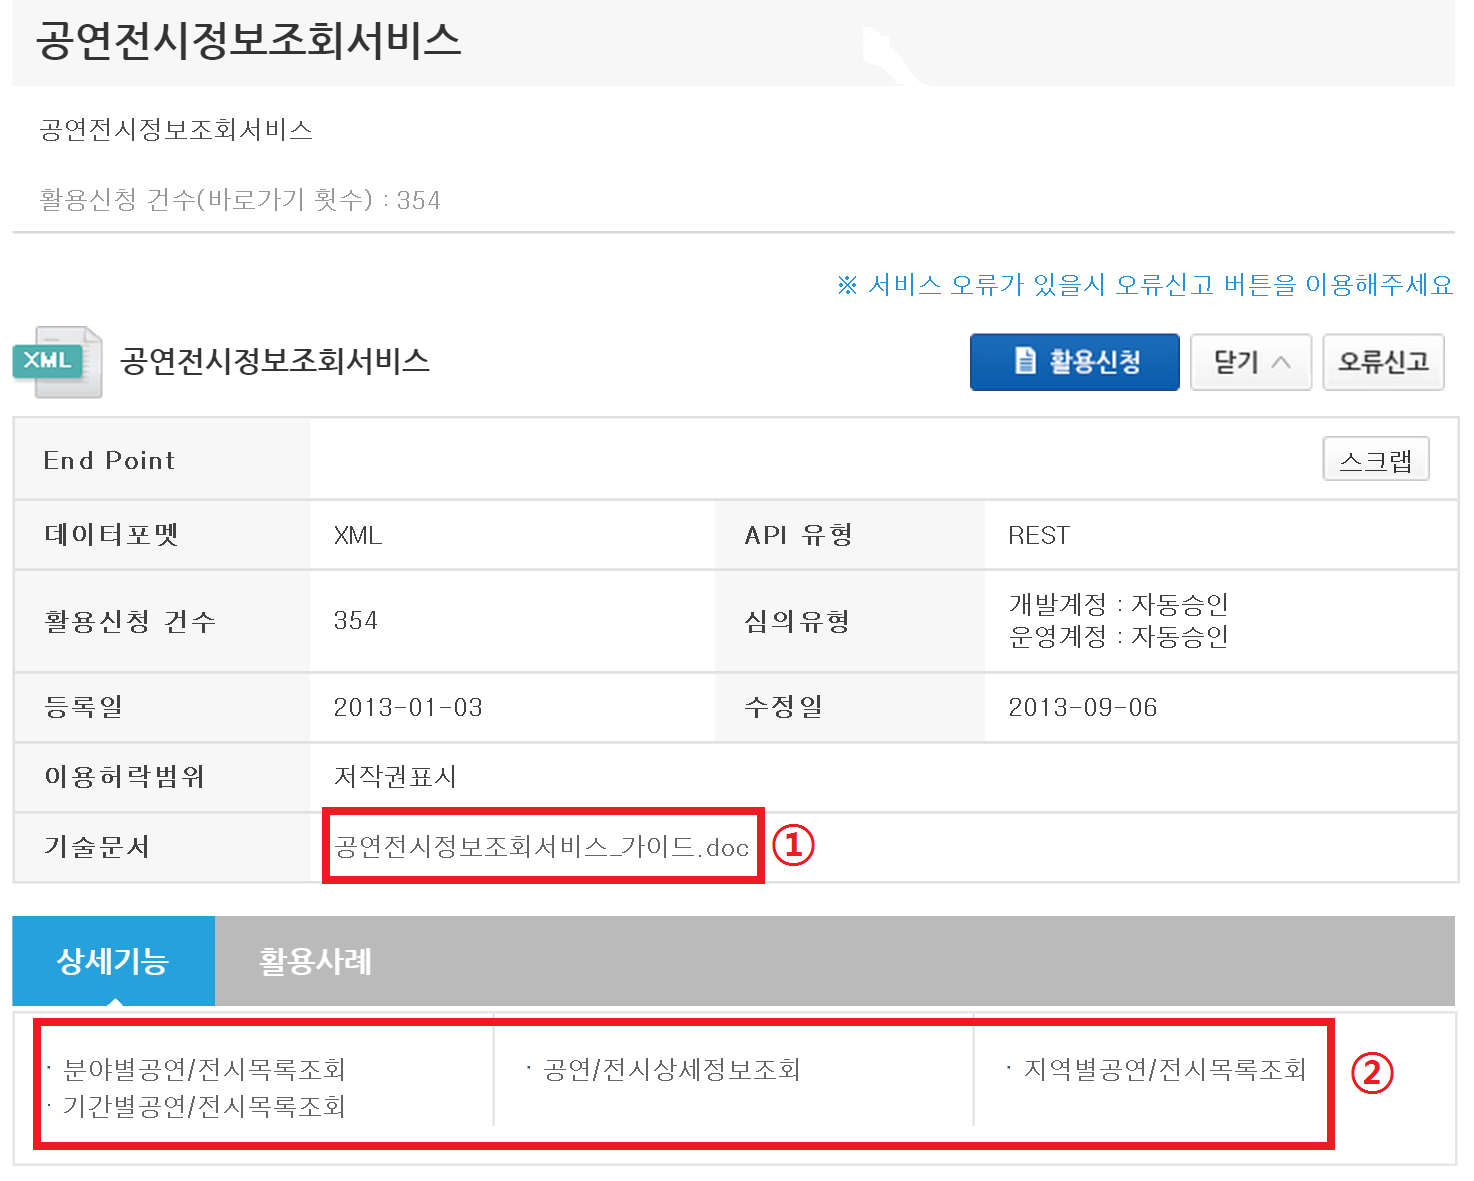 공연전시정보조회서비스
공연전시정보조회서비스
활용신청 건수(바로가기 횟수) : 354
※ 서비스 오류가 있을시 오류신고 버튼을 이용해주세요
XML 공연전시정보조회서비스 활용신청 닫기 오류신고
End Point 스크랩
데이터포멧 XML API 유형 REST
활용신청 건수 354 심의유형 개발계정 : 자동승인
운영계정 : 자동승인
등록일 2013-01-03 수정일 2013-09-06
이용허락범위 저작권표시
기술문서 공연전시정보조회서비스_가이드.doc ①
상세기능 활용사례
· 분야별공연/전시목록조회 · 공연/전시상세정보조회 · 지역별공연/전시목록조회 ②
· 기간별공연/전시목록조회